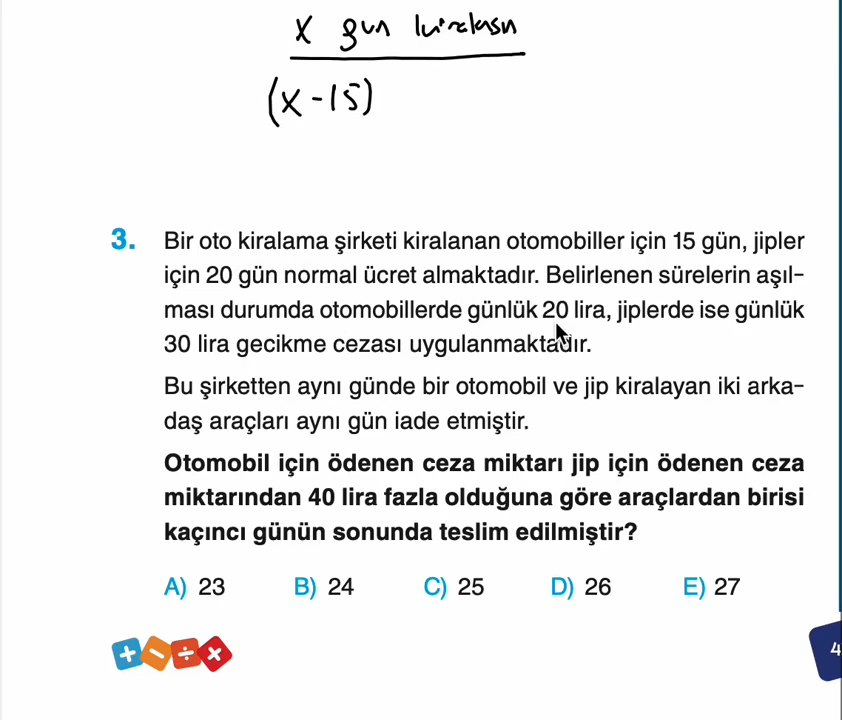 x gun kiralasın
(x-15)
3. Bir oto kiralama şirketi kiralanan otomobiller için 15 gün, jipler
için 20 gün normal ücret almaktadır. Belirlenen sürelerin aşıl-
ması durumda otomobillerde günlük 20 lira, jiplerde ise günlük
30 lira gecikme cezası uygulanmaktadır.
Bu şirketten aynı günde bir otomobil ve jip kiralayan iki arka-
daş araçları aynı gün iade etmiştir.
Otomobil için ödenen ceza miktarı jip için ödenen ceza
miktarından 40 lira fazla olduğuna göre araçlardan birisi
kaçıncı günün sonunda teslim edilmiştir?
A) 23 B) 24 C) 25 D) 26 E) 27
+ - ÷ ×
4